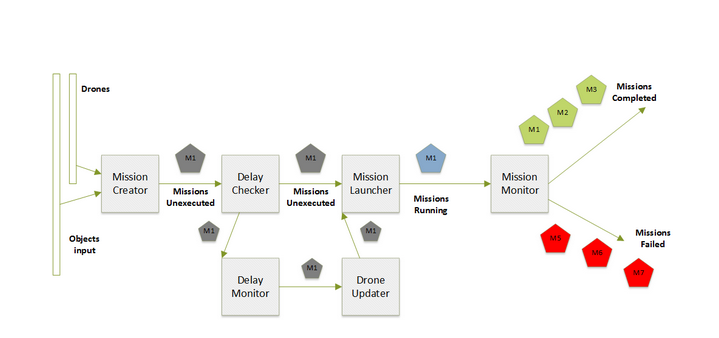 Drones
Objects
input
Mission
Creator
M1
Missions
Unexecuted
Delay
Checker
M1
Missions
Unexecuted
Mission
Launcher
M1
Missions
Running
Mission
Monitor
M1
M2
M3
Missions
Completed
M1
Delay
Monitor
M1
Drone
Updater
M1
M5
M6
M7
Missions
Failed